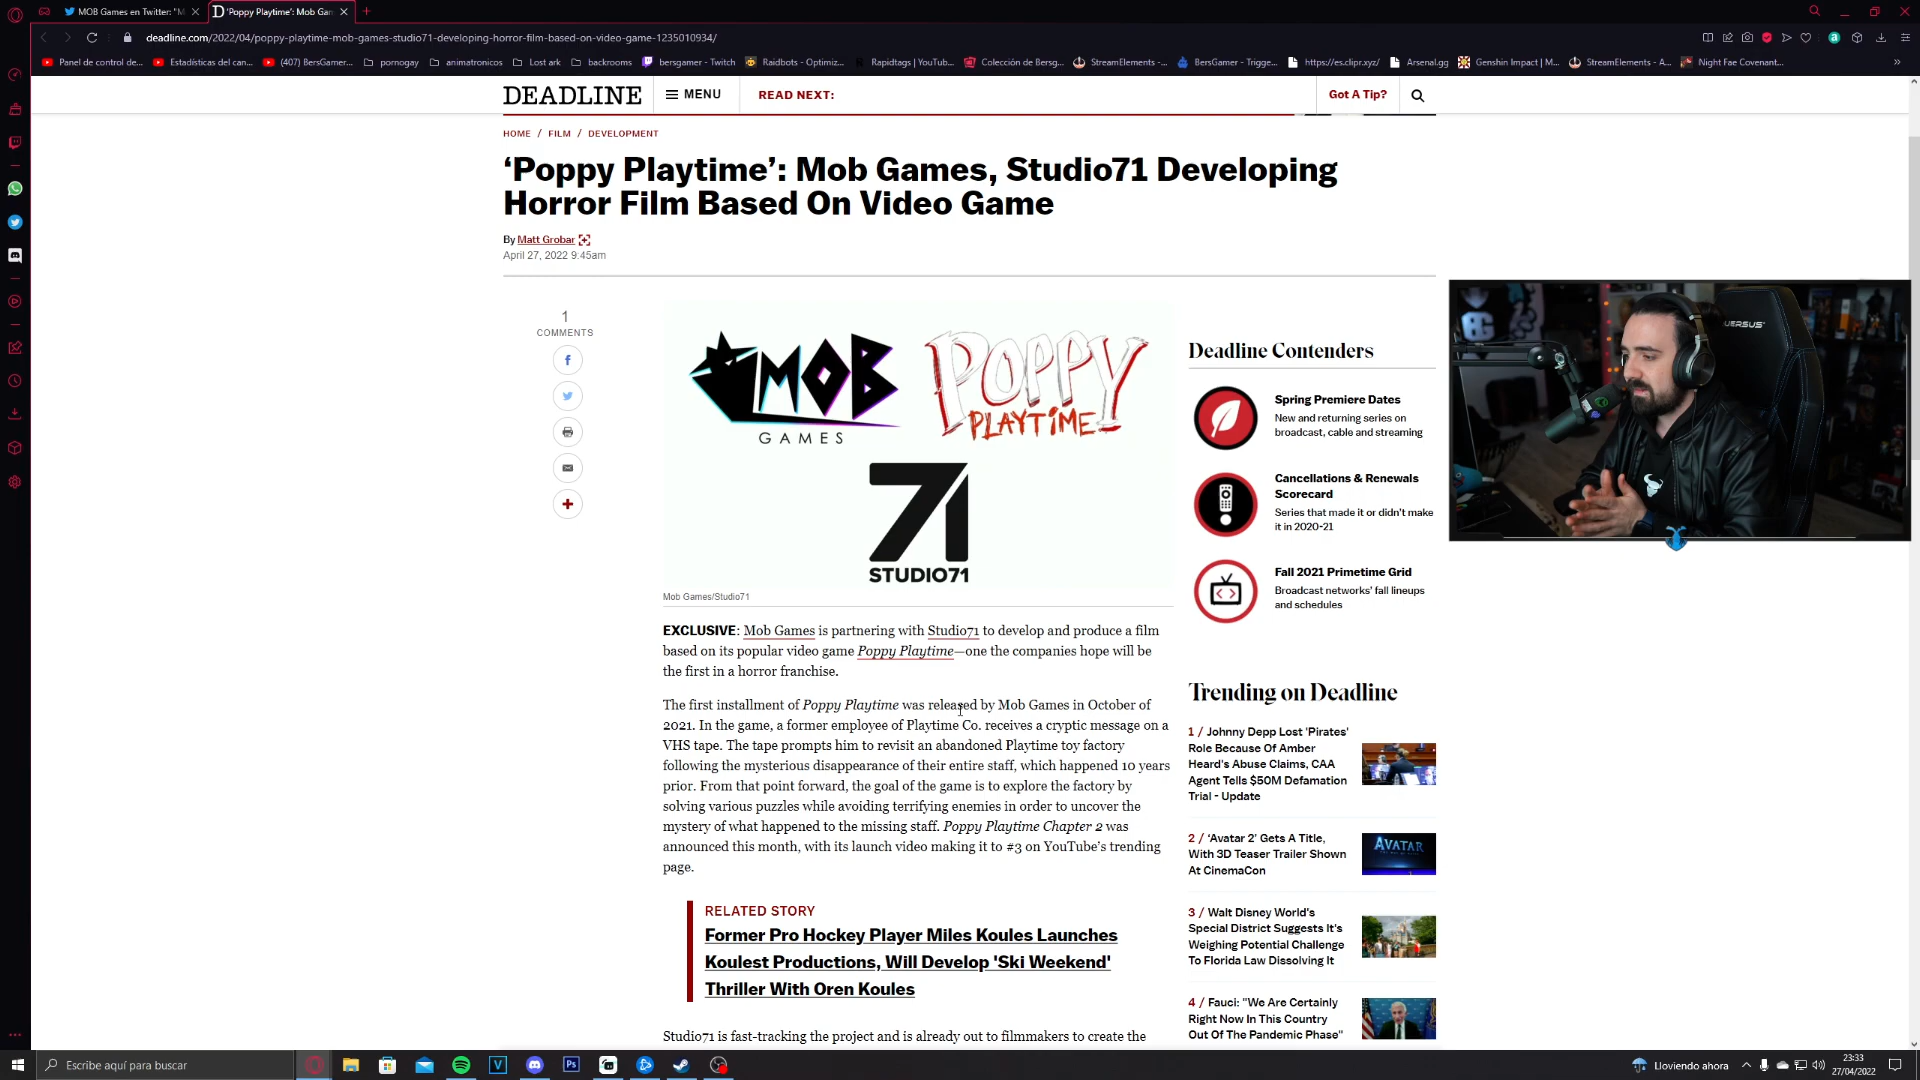 MOB Games en Twitter: "M
'Poppy Playtime': Mob Gam
deadline.com/2022/04/poppy-playtime-mob-games-studio71-developing-horror-film-based-on-video-game-1235010934/
Panel de control de... Estadísticas del can... (407) BersGamer... pornogay animatronicos Lost ark backrooms bersgamer - Twitch Raidbots - Optimiz... Rapidtags | YouTub... Colección de Bersg... StreamElements -... BersGamer - Trigge... https://es.clipr.xyz/ Arsenal.gg Genshin Impact | M... StreamElements - A... Night Fae Covenant...
DEADLINE
MENU
READ NEXT:
Got A Tip?
HOME / FILM / DEVELOPMENT
‘Poppy Playtime’: Mob Games, Studio71 Developing
Horror Film Based On Video Game
By Matt Grobar
April 27, 2022 9:45am
1
COMMENTS
MOB
GAMES
POPPY
PLAYTIME
71
STUDIO71
Mob Games/Studio71
EXCLUSIVE: Mob Games is partnering with Studio71 to develop and produce a film
based on its popular video game Poppy Playtime—one the companies hope will be
the first in a horror franchise.
The first installment of Poppy Playtime was released by Mob Games in October of
2021. In the game, a former employee of Playtime Co. receives a cryptic message on a
VHS tape. The tape prompts him to revisit an abandoned Playtime toy factory
following the mysterious disappearance of their entire staff, which happened 10 years
prior. From that point forward, the goal of the game is to explore the factory by
solving various puzzles while avoiding terrifying enemies in order to uncover the
mystery of what happened to the missing staff. Poppy Playtime Chapter 2 was
announced this month, with its launch video making it to #3 on YouTube’s trending
page.
RELATED STORY
Former Pro Hockey Player Miles Koules Launches
Koulest Productions, Will Develop 'Ski Weekend'
Thriller With Oren Koules
Studio71 is fast-tracking the project and is already out to filmmakers to create the
Deadline Contenders
Spring Premiere Dates
New and returning series on
broadcast, cable and streaming
Cancellations & Renewals
Scorecard
Series that made it or didn't make
it in 2020-21
Fall 2021 Primetime Grid
Broadcast networks' fall lineups
and schedules
Trending on Deadline
1 / Johnny Depp Lost 'Pirates'
Role Because Of Amber
Heard's Abuse Claims, CAA
Agent Tells $50M Defamation
Trial - Update
2 / ‘Avatar 2’ Gets A Title,
With 3D Teaser Trailer Shown
At CinemaCon
AVATAR
3 / Walt Disney World's
Special District Suggests It's
Weighing Potential Challenge
To Florida Law Dissolving It
4 / Fauci: "We Are Certainly
Right Now In This Country
Out Of The Pandemic Phase"
Escribe aquí para buscar
Lloviendo ahora
23:33
27/04/2022